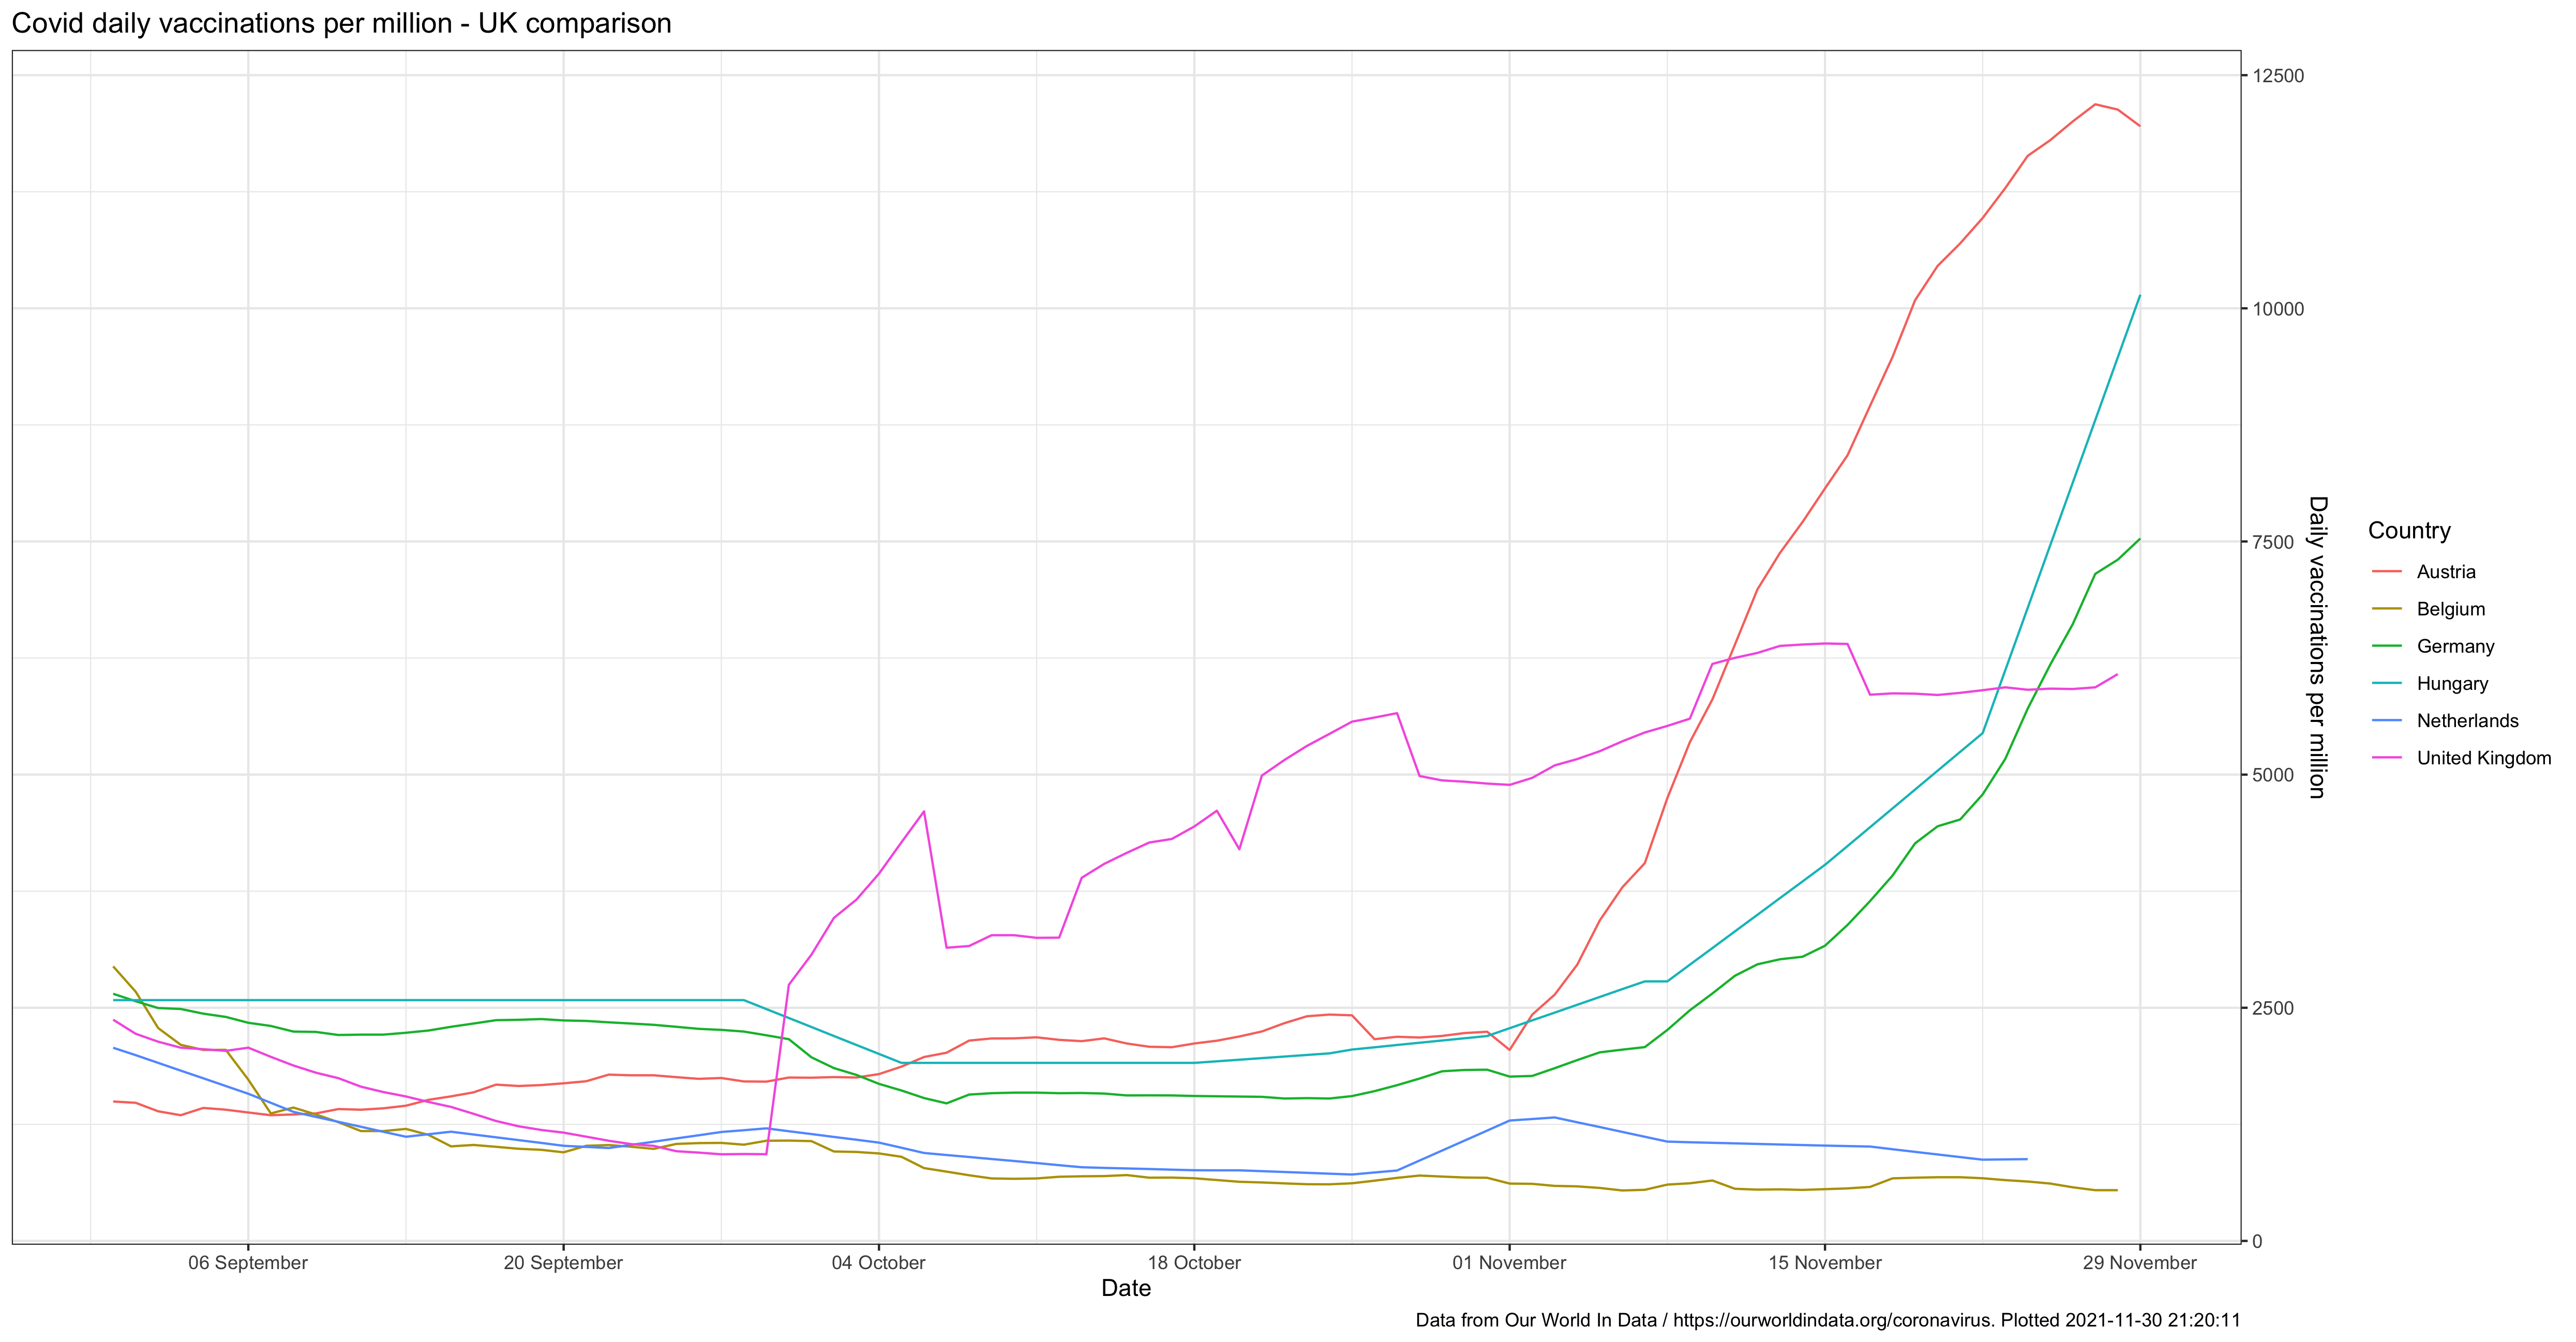 Covid daily vaccinations per million - UK comparison
12500
10000
7500
5000
2500
0
Daily vaccinations per million
Country
Austria
Belgium
Germany
Hungary
Netherlands
United Kingdom
06 September
20 September
04 October
18 October
01 November
15 November
29 November
Date
Data from Our World In Data / https://ourworldindata.org/coronavirus. Plotted 2021-11-30 21:20:11